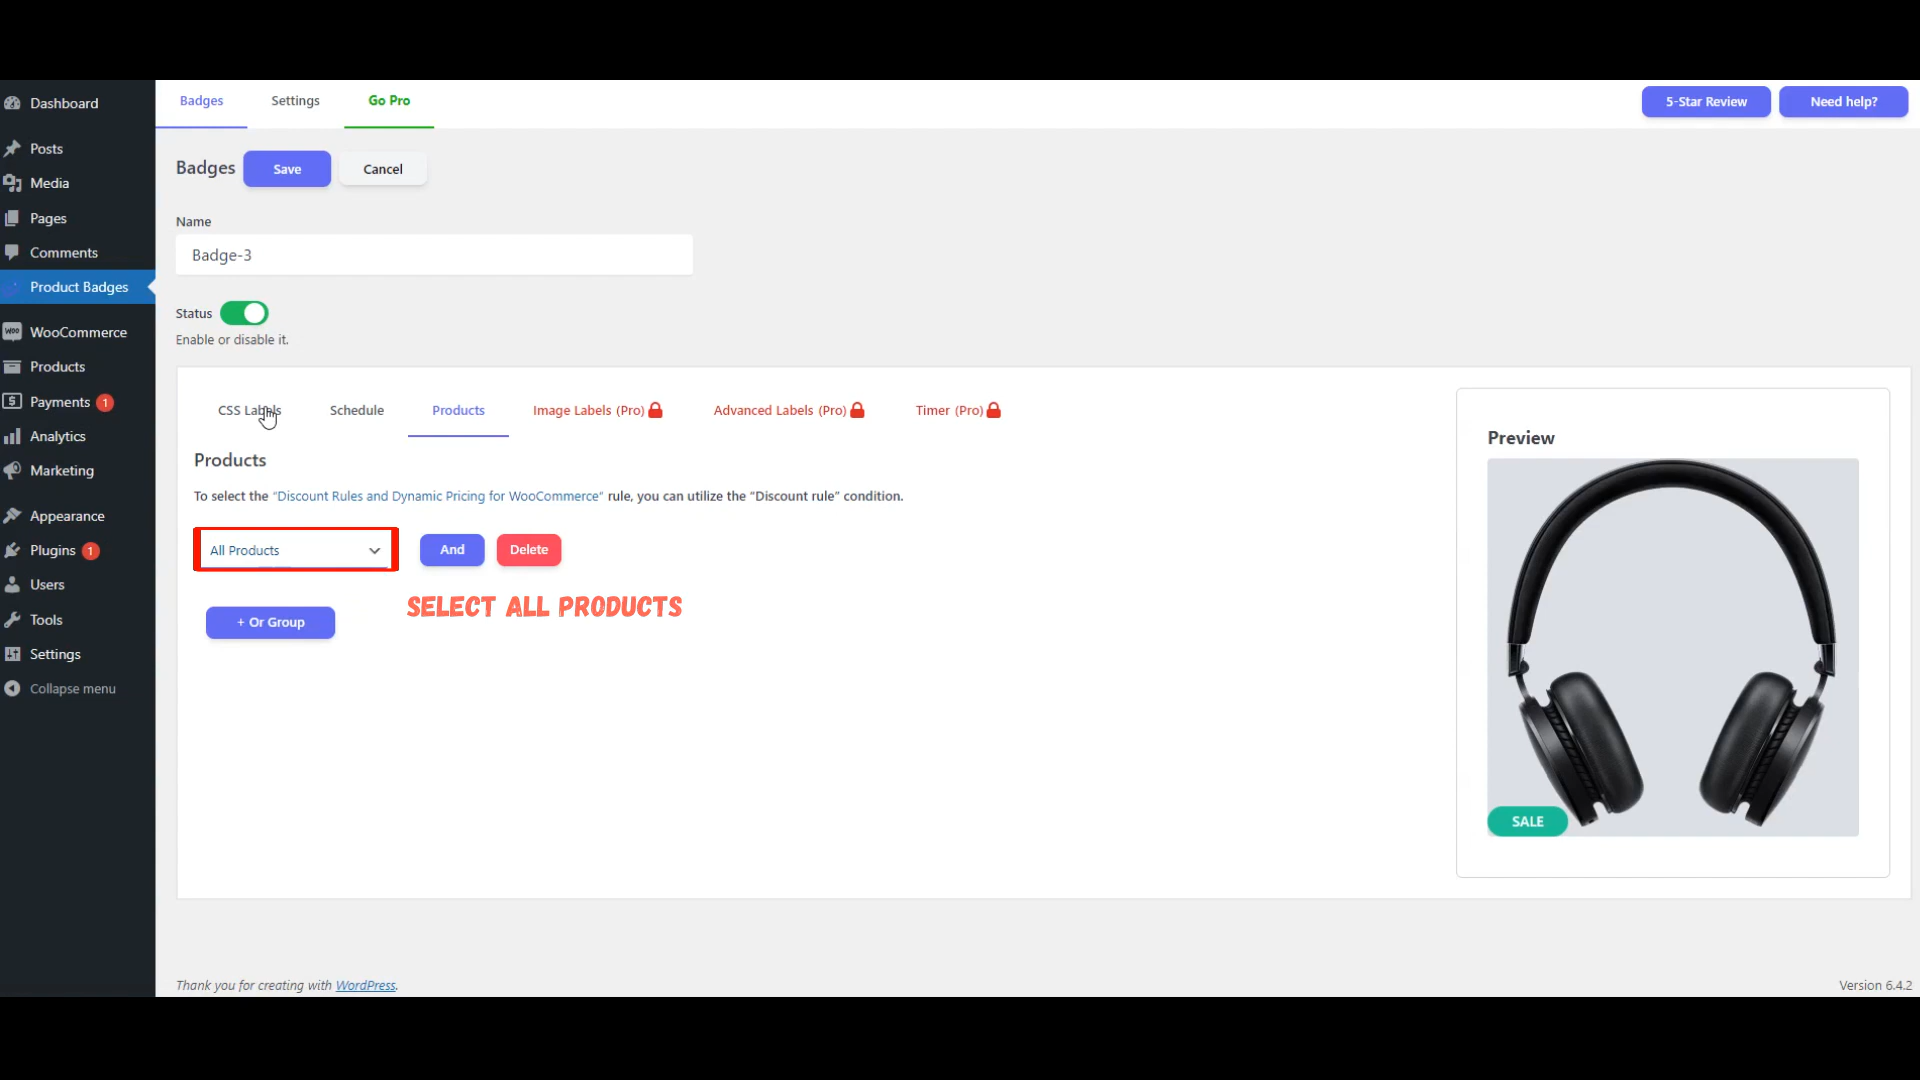 Dashboard
Posts
Media
Pages
Comments
Product Badges
WooCommerce
Products
Payments 1
Analytics
Marketing
Appearance
Plugins 1
Users
Tools
Settings
Collapse menu
Badges Settings Go Pro
5-Star Review Need help?
Badges Save Cancel
Name
Badge-3
Status
Enable or disable it.
CSS Labels Schedule Products Image Labels (Pro) Advanced Labels (Pro) Timer (Pro)
Products
To select the “Discount Rules and Dynamic Pricing for WooCommerce” rule, you can utilize the “Discount rule” condition.
All Products And Delete
SELECT ALL PRODUCTS
+ Or Group
Preview
SALE
Thank you for creating with WordPress.
Version 6.4.2